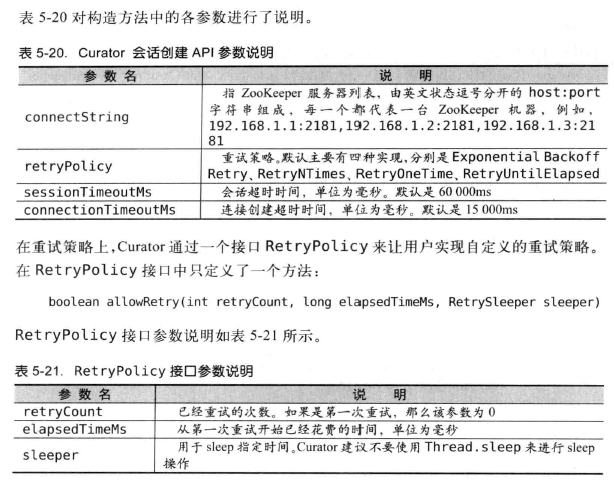 表 5-20 对构造方法中的各参数进行了说明。
表 5-20. Curator 会话创建 API 参数说明
参 数 名 说 明
connectString 指 ZooKeeper 服务器列表，由英文状态逗号分开的 host:port
字符串组成，每一个都代表一台 ZooKeeper 机器，例如，
192.168.1.1:2181,192.168.1.2:2181,192.168.1.3:21
81
retryPolicy 重试策略。默认主要有四种实现，分别是 Exponential Backoff
Retry、RetryNTimes、RetryOneTime、RetryUntilElapsed
sessionTimeoutMs 会话超时时间，单位为毫秒。默认是 60 000ms
connectionTimeoutMs 连接创建超时时间，单位为毫秒。默认是 15 000ms
在重试策略上，Curator 通过一个接口 RetryPolicy 来让用户实现自定义的重试策略。
在 RetryPolicy 接口中只定义了一个方法：
boolean allowRetry(int retryCount, long elapsedTimeMs, RetrySleeper sleeper)
RetryPolicy 接口参数说明如表 5-21 所示。
表 5-21. RetryPolicy 接口参数说明
参 数 名 说 明
retryCount 已经重试的次数。如果是第一次重试，那么该参数为 0
elapsedTimeMs 从第一次重试开始已经花费的时间，单位为毫秒
sleeper 用于 sleep 指定时间。Curator 建议不要使用 Thread.sleep 来进行 sleep
操作